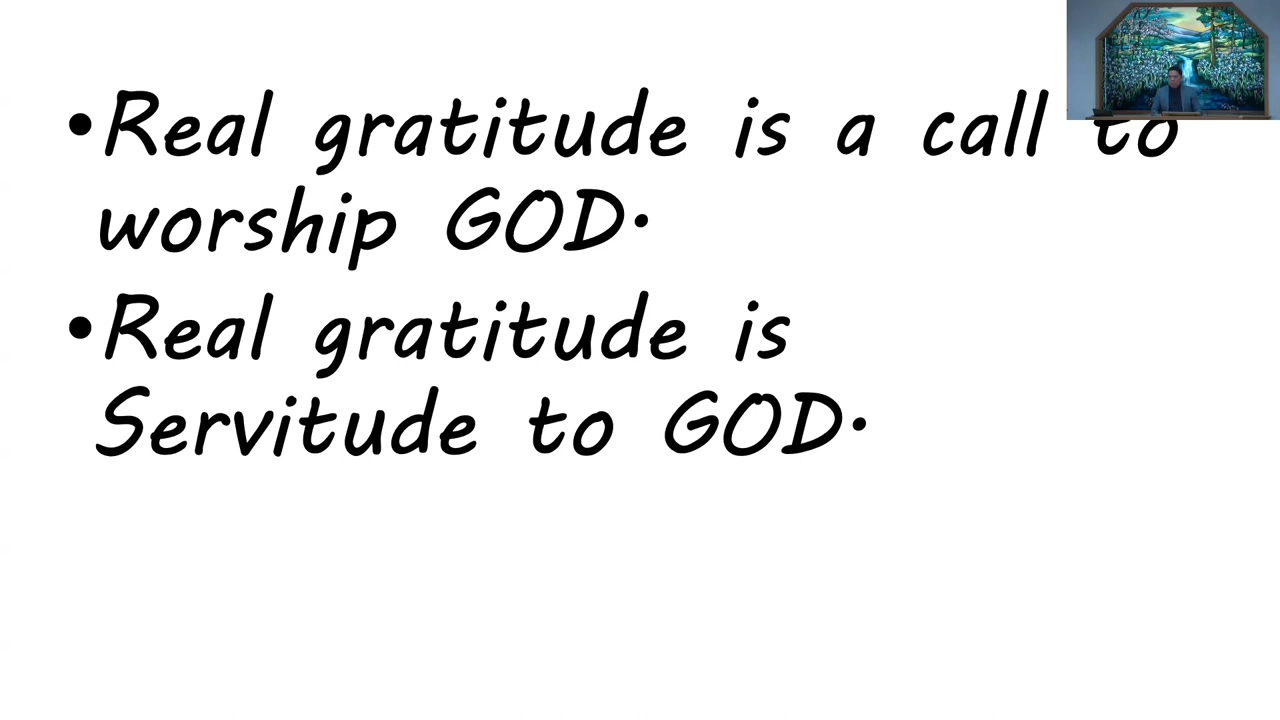 •Real gratitude is a call to
worship GOD.
•Real gratitude is
Servitude to GOD.